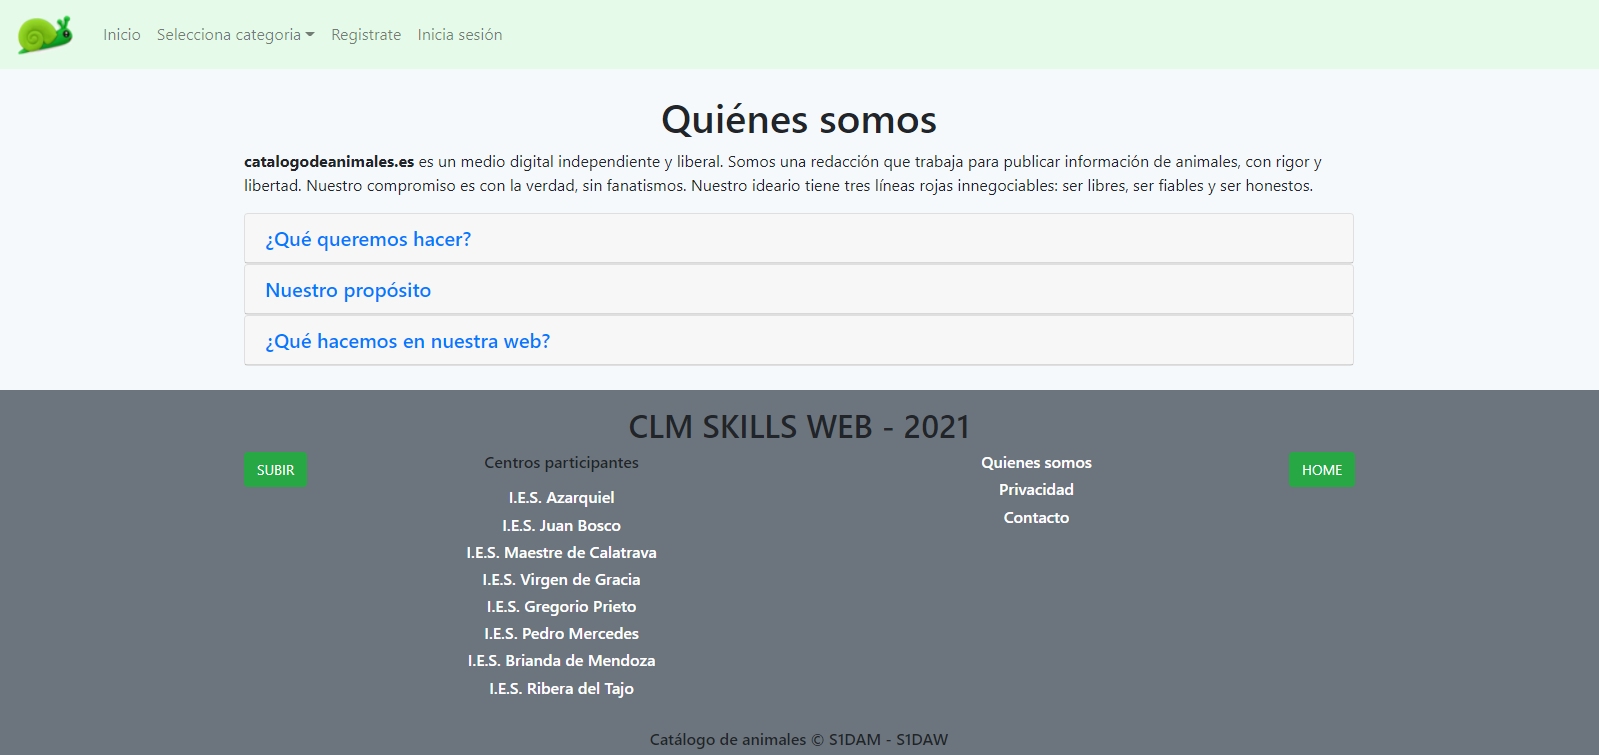 Inicio Selecciona categoria Registrate Inicia sesión
Quiénes somos
catalogodeanimales.es es un medio digital independiente y liberal. Somos una redacción que trabaja para publicar información de animales, con rigor y
libertad. Nuestro compromiso es con la verdad, sin fanatismos. Nuestro ideario tiene tres líneas rojas innegociables: ser libres, ser fiables y ser honestos.
¿Qué queremos hacer?
Nuestro propósito
¿Qué hacemos en nuestra web?
CLM SKILLS WEB - 2021
SUBIR
Centros participantes
I.E.S. Azarquiel
I.E.S. Juan Bosco
I.E.S. Maestre de Calatrava
I.E.S. Virgen de Gracia
I.E.S. Gregorio Prieto
I.E.S. Pedro Mercedes
I.E.S. Brianda de Mendoza
I.E.S. Ribera del Tajo
Quienes somos
Privacidad
Contacto
HOME
Catálogo de animales © S1DAM - S1DAW